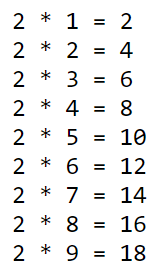 2 * 1 = 2
2 * 2 = 4
2 * 3 = 6
2 * 4 = 8
2 * 5 = 10
2 * 6 = 12
2 * 7 = 14
2 * 8 = 16
2 * 9 = 18